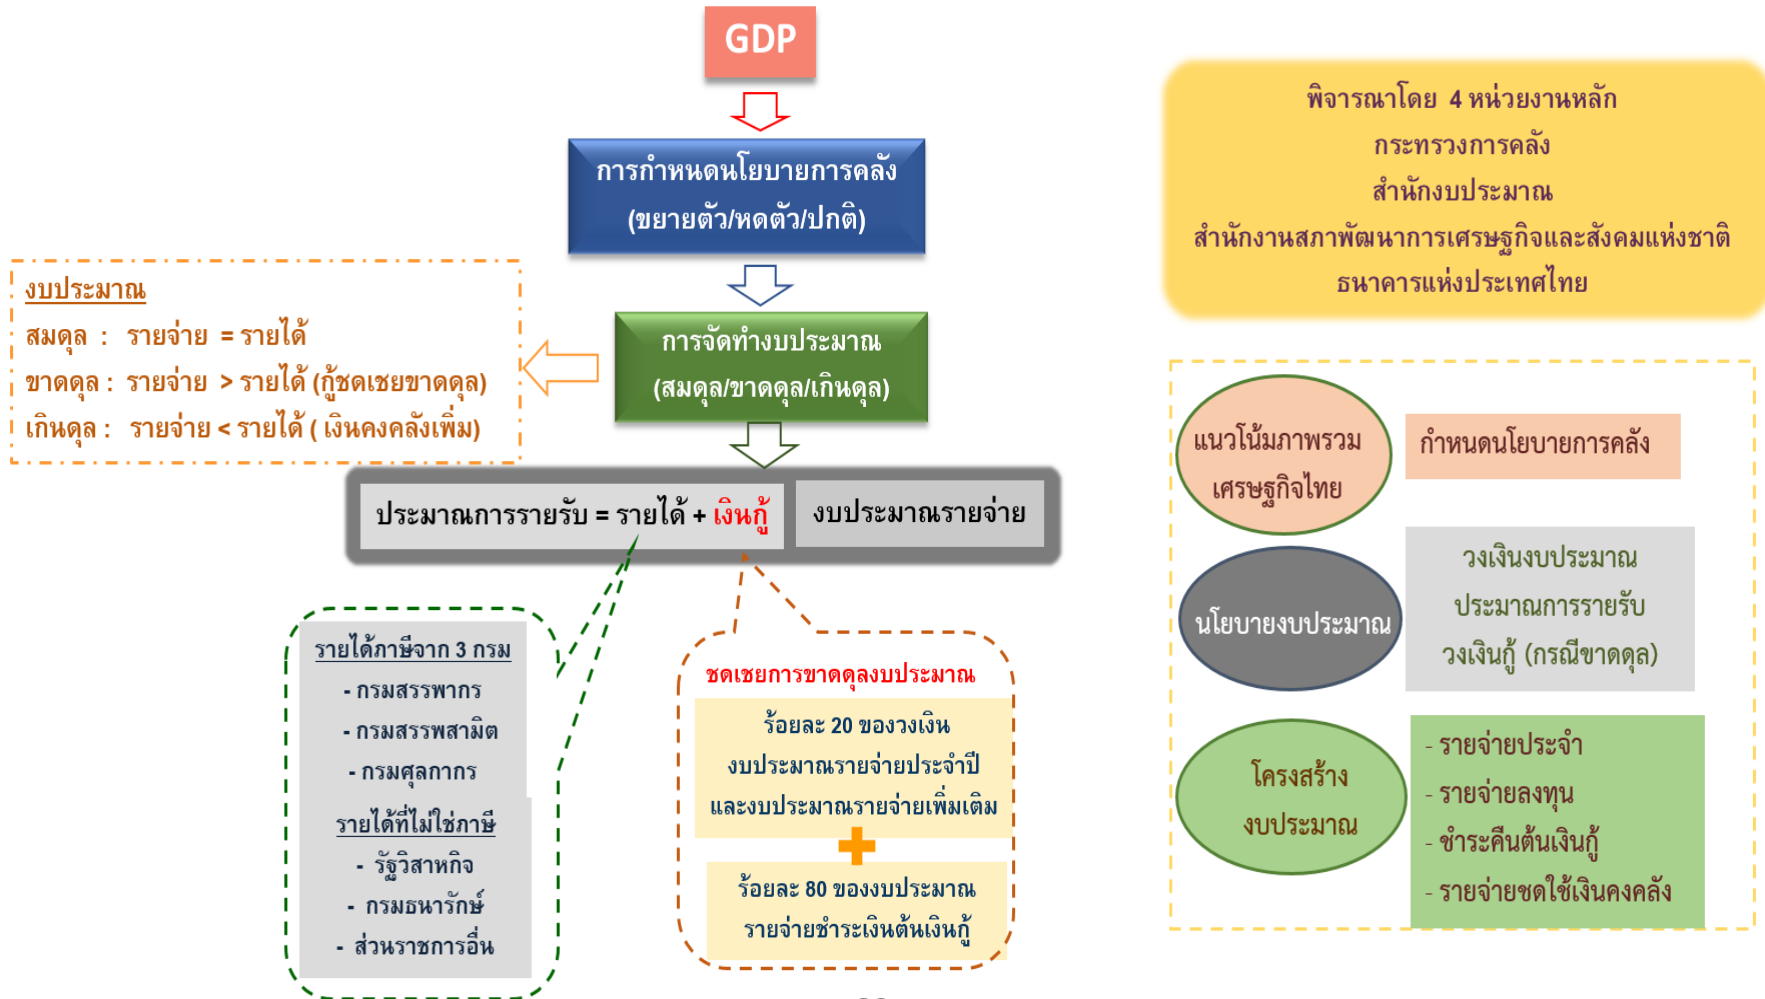 GDP
การกำหนดนโยบายการคลัง
(ขยายตัว/หดตัว/ปกติ)
การจัดทำงบประมาณ
(สมดุล/ขาดดุล/เกินดุล)
งบประมาณ
สมดุล : รายจ่าย = รายได้
ขาดดุล : รายจ่าย > รายได้ (กู้ชดเชยขาดดุล)
เกินดุล : รายจ่าย < รายได้ ( เงินคงคลังเพิ่ม)
ประมาณการรายรับ = รายได้ + เงินกู้
งบประมาณรายจ่าย
รายได้ภาษีจาก 3 กรม
- กรมสรรพากร
- กรมสรรพสามิต
- กรมศุลกากร
รายได้ที่ไม่ใช่ภาษี
- รัฐวิสาหกิจ
- กรมธนารักษ์
- ส่วนราชการอื่น
ชดเชยการขาดดุลงบประมาณ
ร้อยละ 20 ของวงเงิน
งบประมาณรายจ่ายประจำปี
และงบประมาณรายจ่ายเพิ่มเติม
ร้อยละ 80 ของงบประมาณ
รายจ่ายชำระเงินต้นเงินกู้
พิจารณาโดย 4 หน่วยงานหลัก
กระทรวงการคลัง
สำนักงบประมาณ
สำนักงานสภาพัฒนาการเศรษฐกิจและสังคมแห่งชาติ
ธนาคารแห่งประเทศไทย
แนวโน้มภาพรวม
เศรษฐกิจไทย
กำหนดนโยบายการคลัง
นโยบายงบประมาณ
วงเงินงบประมาณ
ประมาณการรายรับ
วงเงินกู้ (กรณีขาดดุล)
โครงสร้าง
งบประมาณ
- รายจ่ายประจำ
- รายจ่ายลงทุน
- ชำระคืนต้นเงินกู้
- รายจ่ายชดใช้เงินคงคลัง